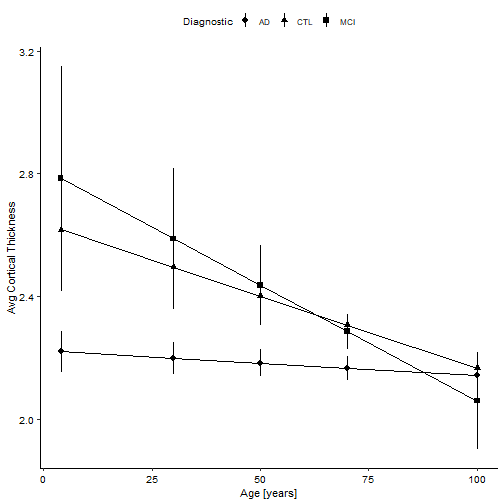 Diagnostic AD CTL MCI
3.2
2.8
2.4
2.0
Avg Cortical Thickness
0 25 50 75 100
Age [years]